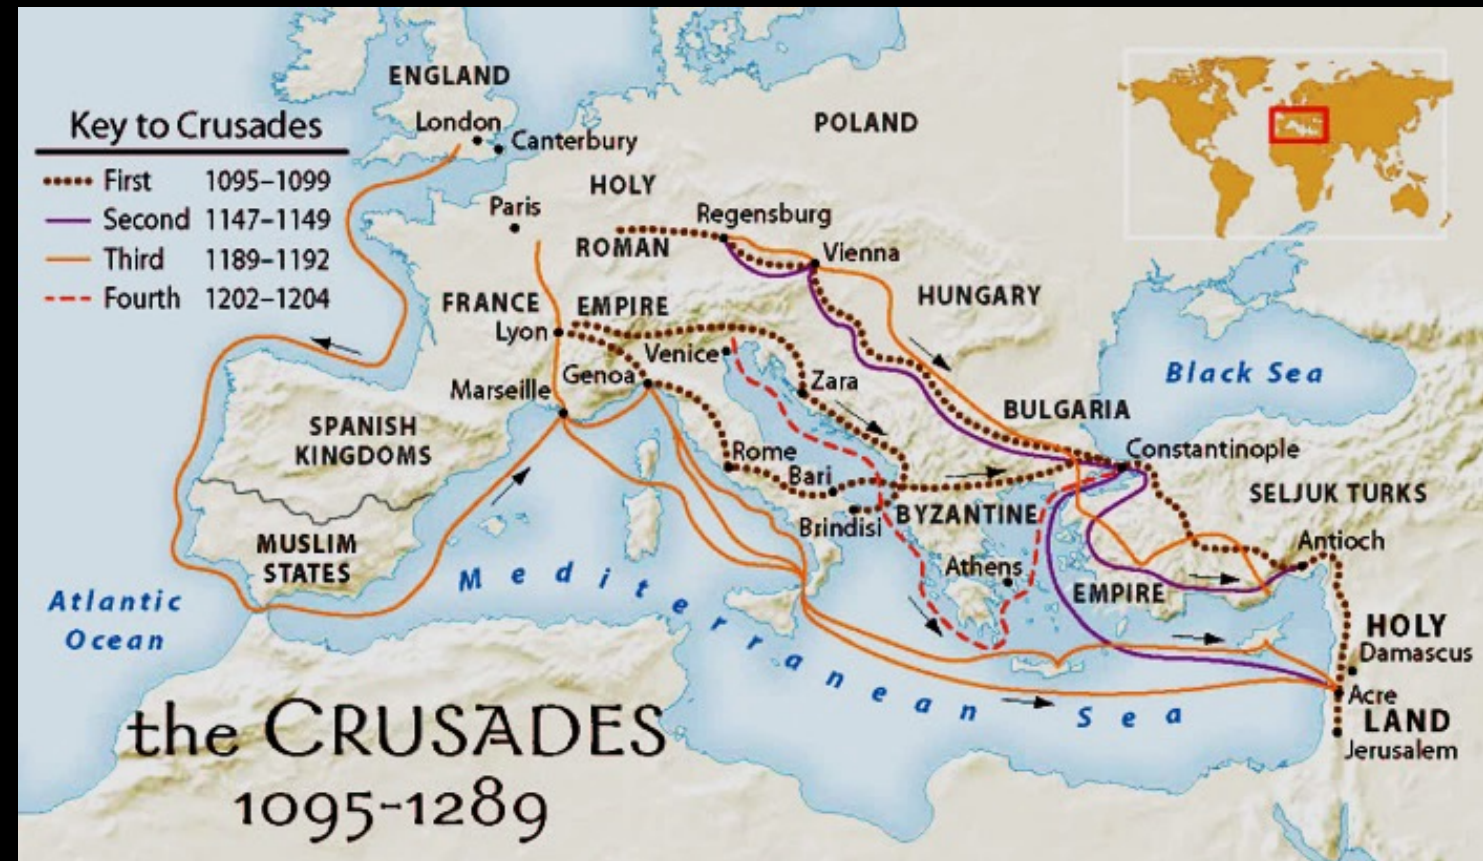 ENGLAND
London
Canterbury
POLAND
Key to Crusades
First 1095–1099
Second 1147–1149
Third 1189–1192
Fourth 1202–1204
HOLY
ROMAN
EMPIRE
Paris
Regensburg
Vienna
FRANCE
HUNGARY
Lyon
Venice
Genoa
Marseille
Zara
Black Sea
BULGARIA
SPANISH
KINGDOMS
Rome
Bari
Brindisi
Constantinople
SELJUK TURKS
BYZANTINE
EMPIRE
Athens
Antioch
MUSLIM
STATES
Atlantic
Ocean
Mediterranean Sea
HOLY
LAND
Damascus
Acre
Jerusalem
the CRUSADES
1095-1289